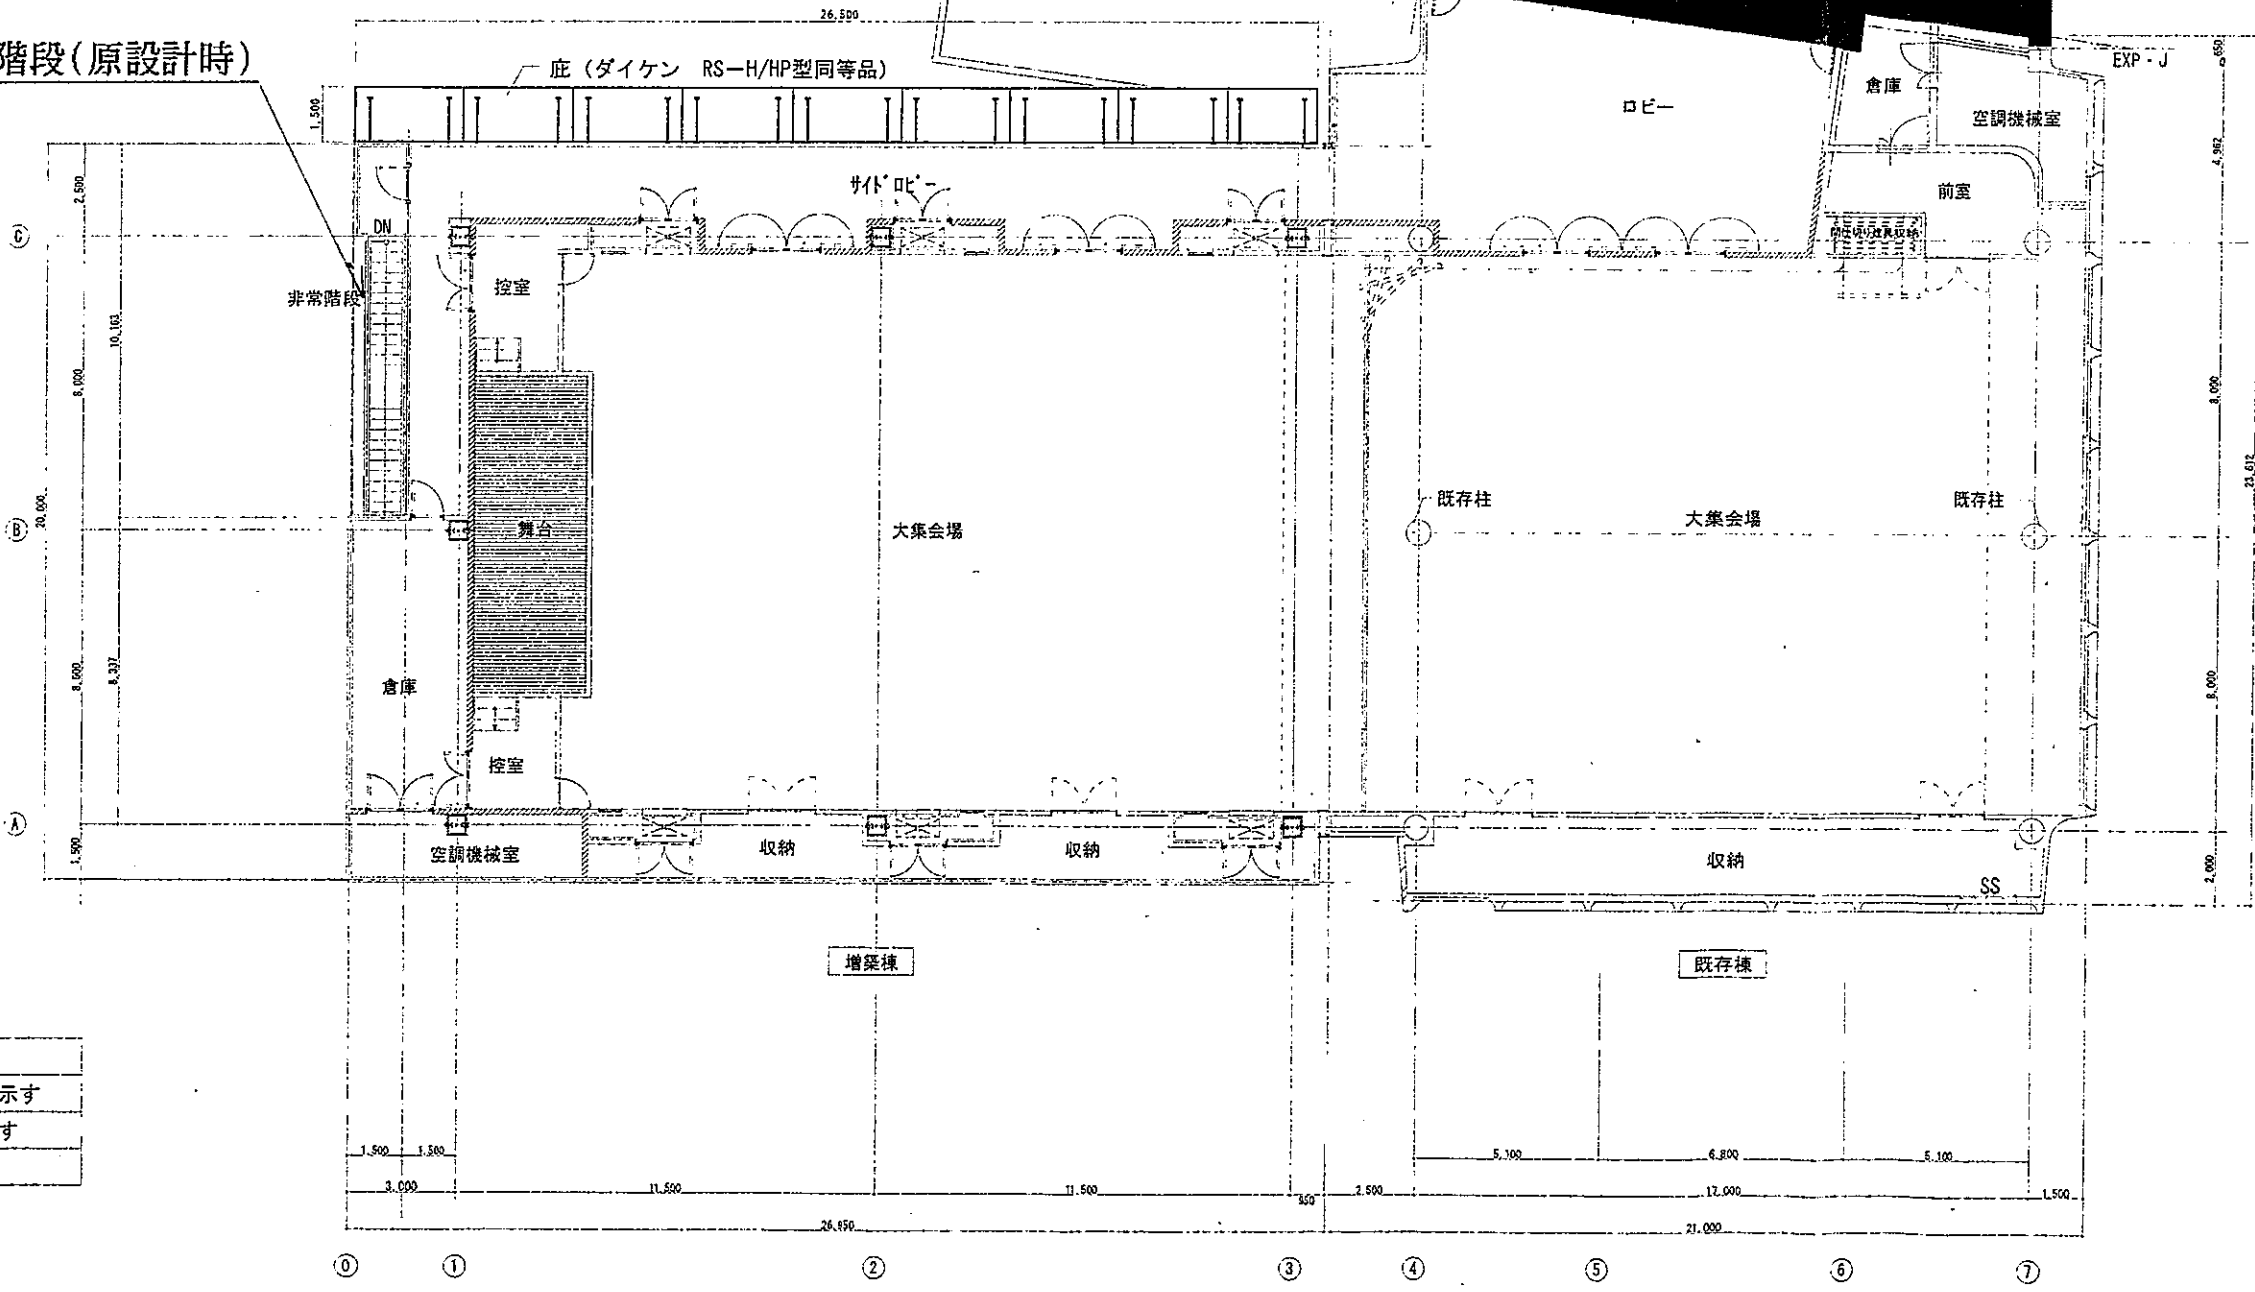 26,500
階段(原設計時)
庇 (ダイケン RS-H/HP型同等品)
EXP・J
650
1,500
倉庫
空調機械室
ロビー
4,962
2,500
サイドロビー
前室
C
DN
控室
非常階段
10,163
8,000
8,000
23,612
20,000
B
舞台
大集会場
既存柱
大集会場
既存柱
8,500
8,337
倉庫
8,000
控室
A
1,500
空調機械室
収納
収納
収納
SS
2,000
増築棟
既存棟
示す
す
1,500
1,500
5,100
6,800
5,100
3,000
11,500
11,500
950
2,500
17,000
1,500
26,950
21,000
0
1
2
3
4
5
6
7